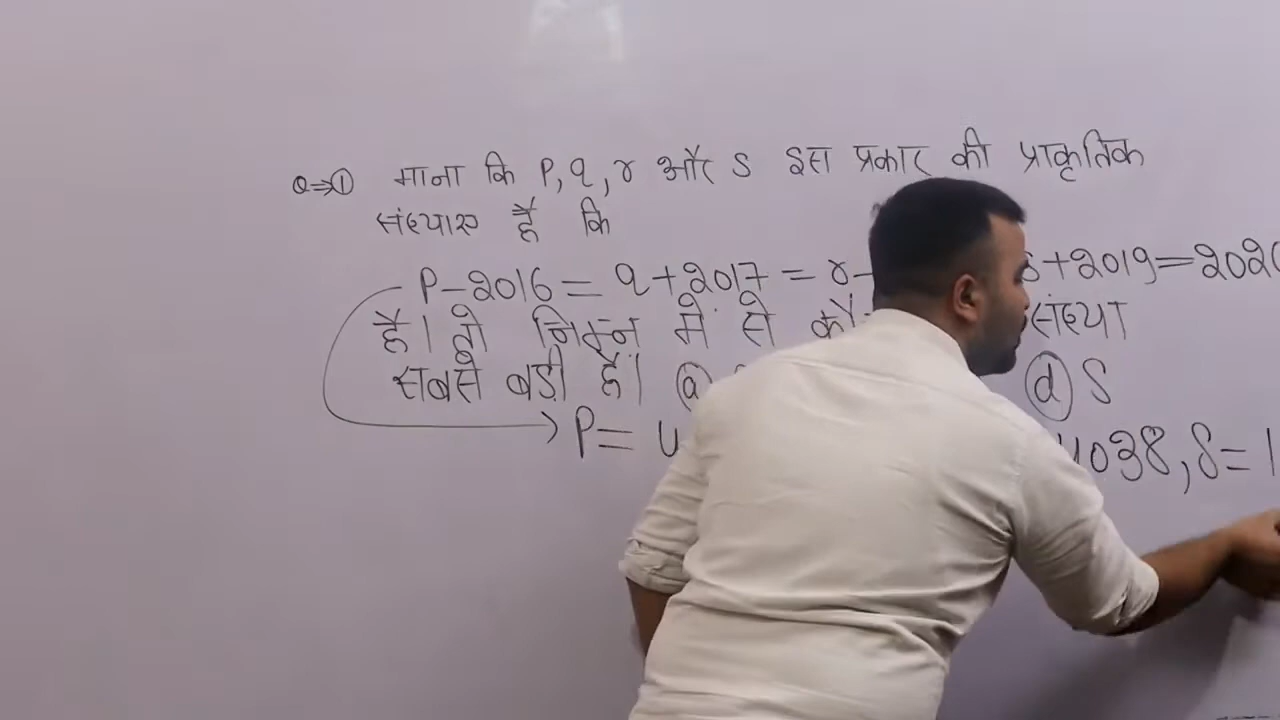 Q⇒① माना कि P, q, r और S इस प्रकार की प्राकृतिक
संख्याए है कि
P-2016 = q+2017 = r- s+2019=2020
है। तो निम्न में से संख्या
सबसे बड़ी है। ⓐ ⓓ S
P= 4038, S= 1